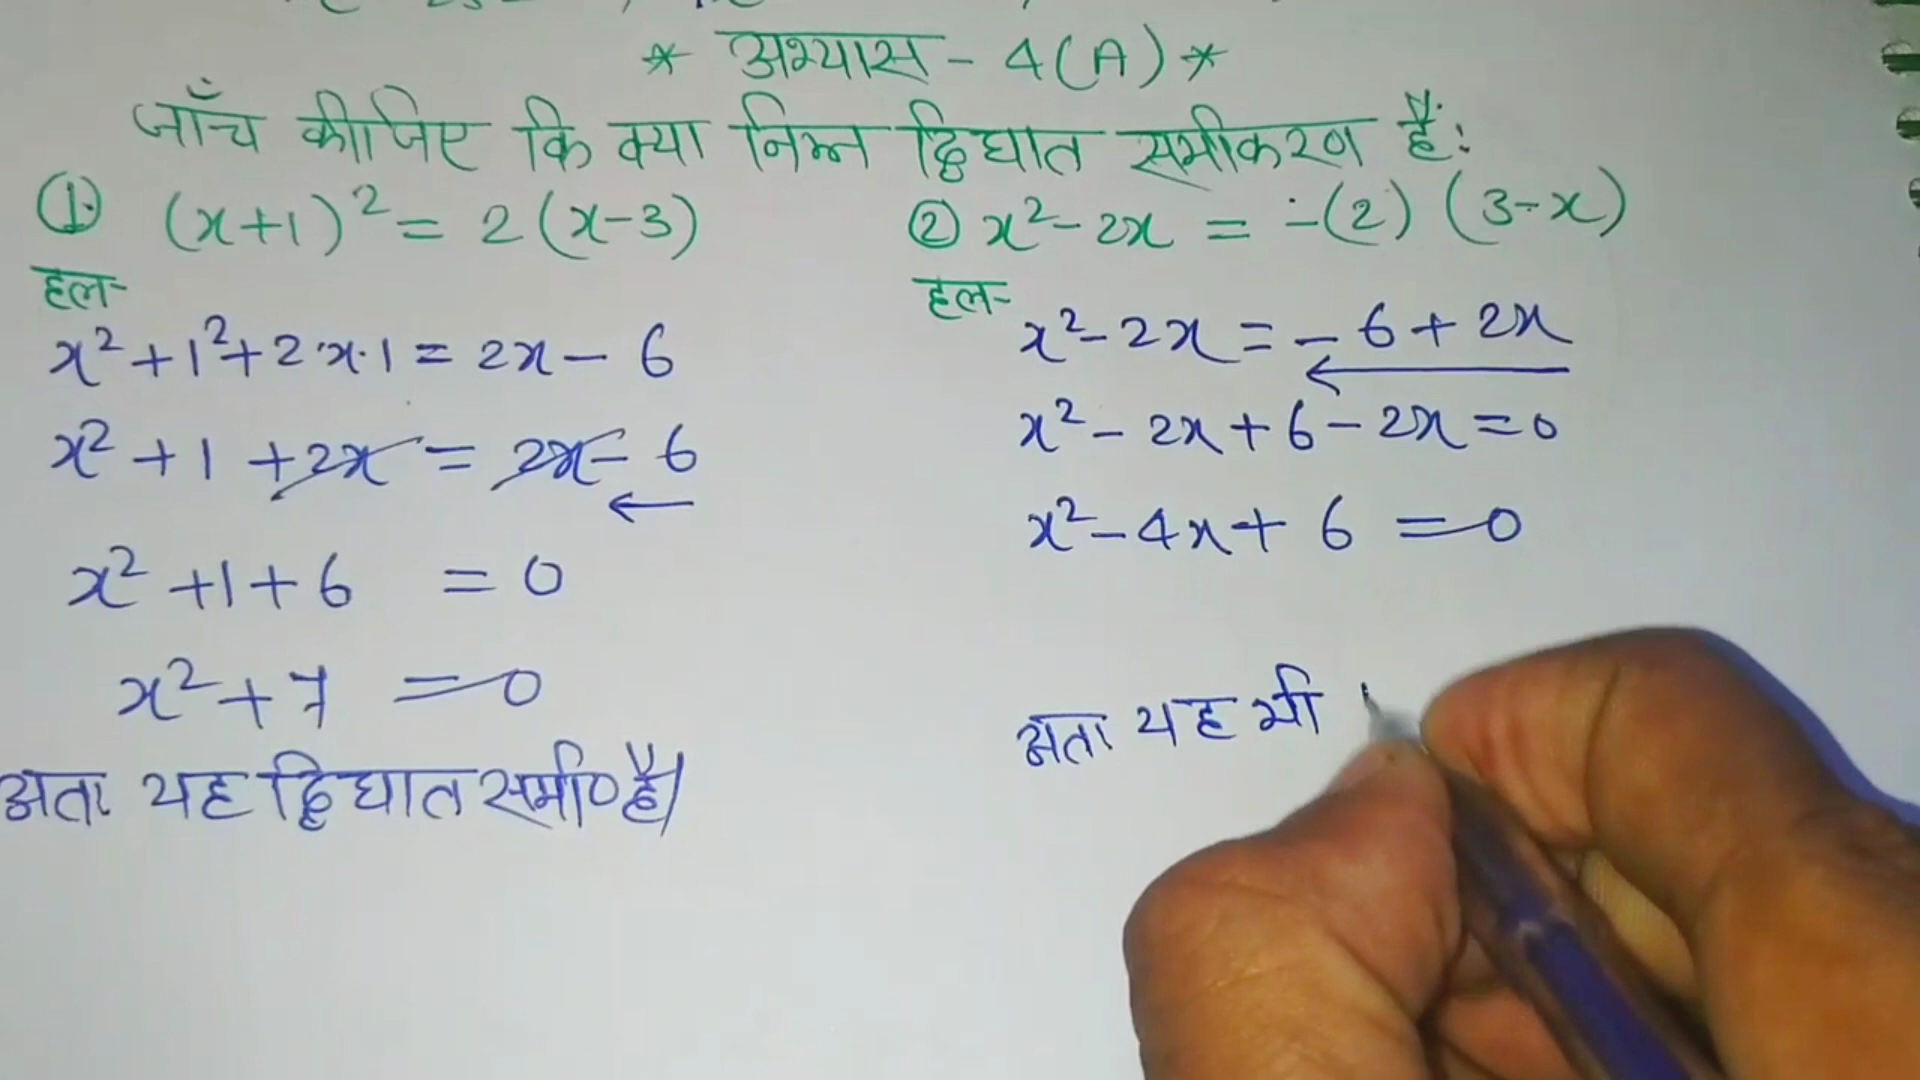 * अभ्यास - 4(A) *
जाँच कीजिए कि क्या निम्न द्विघात समीकरण हैं:
① (x+1)² = 2(x-3)
हल-
x² + 1² + 2·x·1 = 2x - 6
x² + 1 + 2x = 2x - 6
x² + 1 + 6 = 0
x² + 7 = 0
अतः यह द्विघात समी० है।
② x² - 2x = -(2) (3-x)
हल-
x² - 2x = - 6 + 2x
x² - 2x + 6 - 2x = 0
x² - 4x + 6 = 0
अतः यह भी